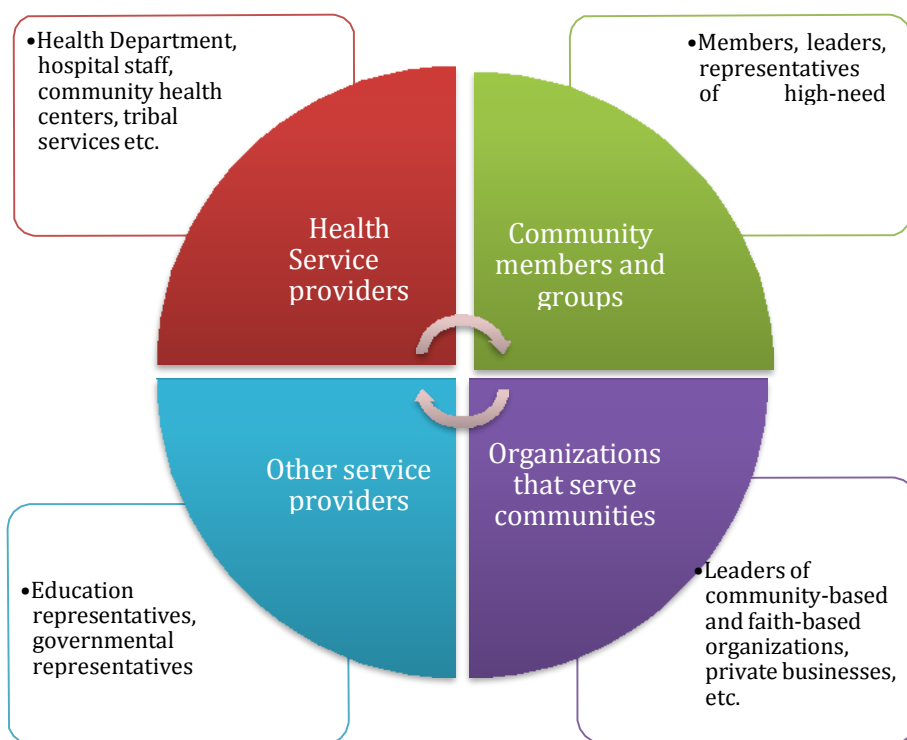 •Health Department,
hospital staff,
community health
centers, tribal
services etc.
•Members, leaders,
representatives
of high-need
Health
Service
providers
Community
members and
groups
Other service
providers
Organizations
that serve
communities
•Education
representatives,
governmental
representatives
•Leaders of
community-based
and faith-based
organizations,
private businesses,
etc.